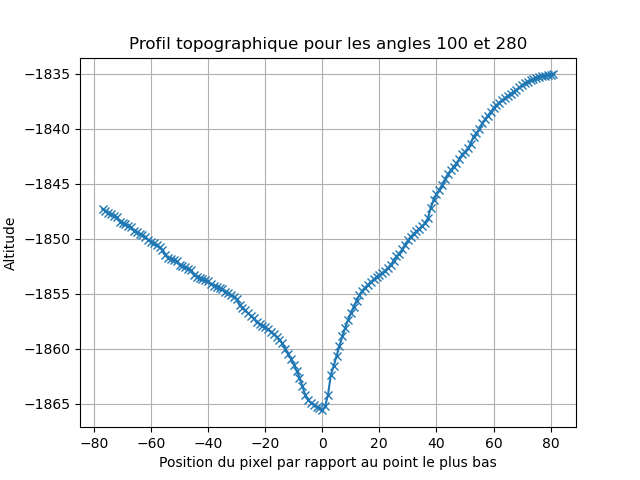 Profil topographique pour les angles 100 et 280
−1835
−1840
−1845
−1850
−1855
−1860
−1865
Altitude
−80 −60 −40 −20 0 20 40 60 80
Position du pixel par rapport au point le plus bas